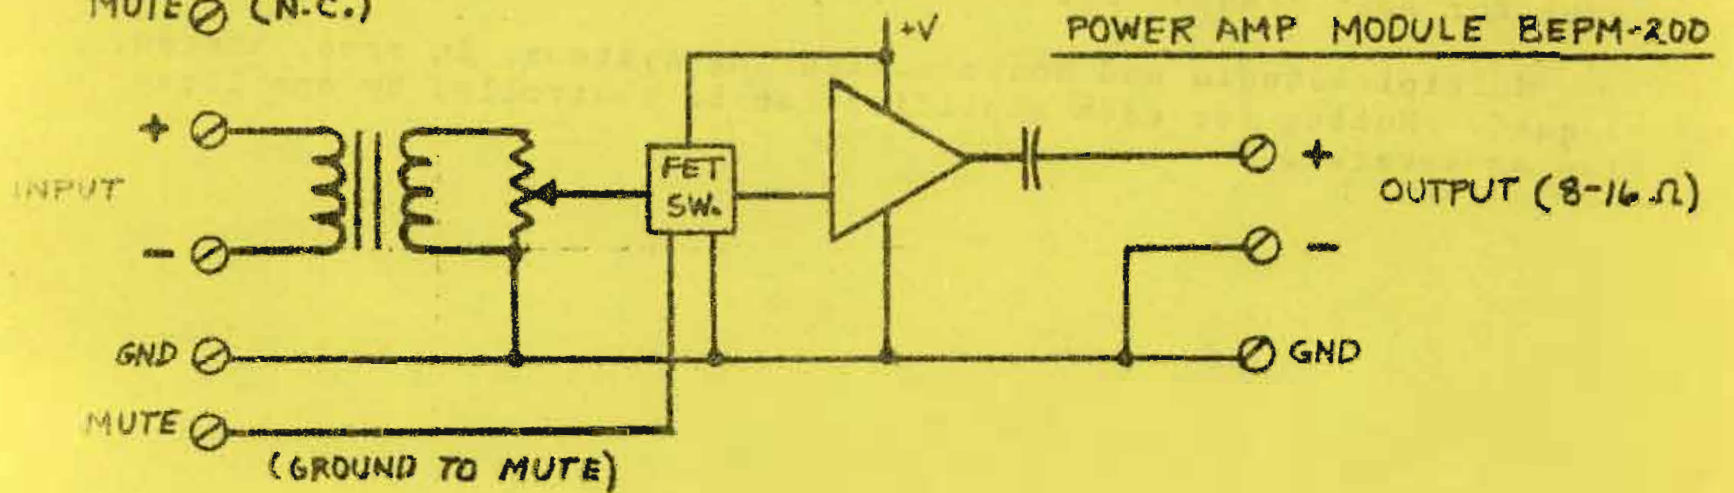 MUTE (N.C.)
+V
POWER AMP MODULE BEPM-200
+
INPUT
FET
SW.
+
OUTPUT (8-16 Ω)
-
-
GND
GND
MUTE
(GROUND TO MUTE)